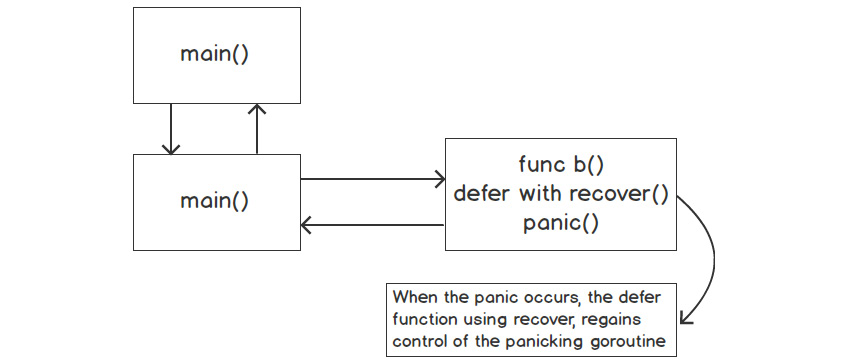 main()
main()
func b()
defer with recover()
panic()
When the panic occurs, the defer
function using recover, regains
control of the panicking goroutine